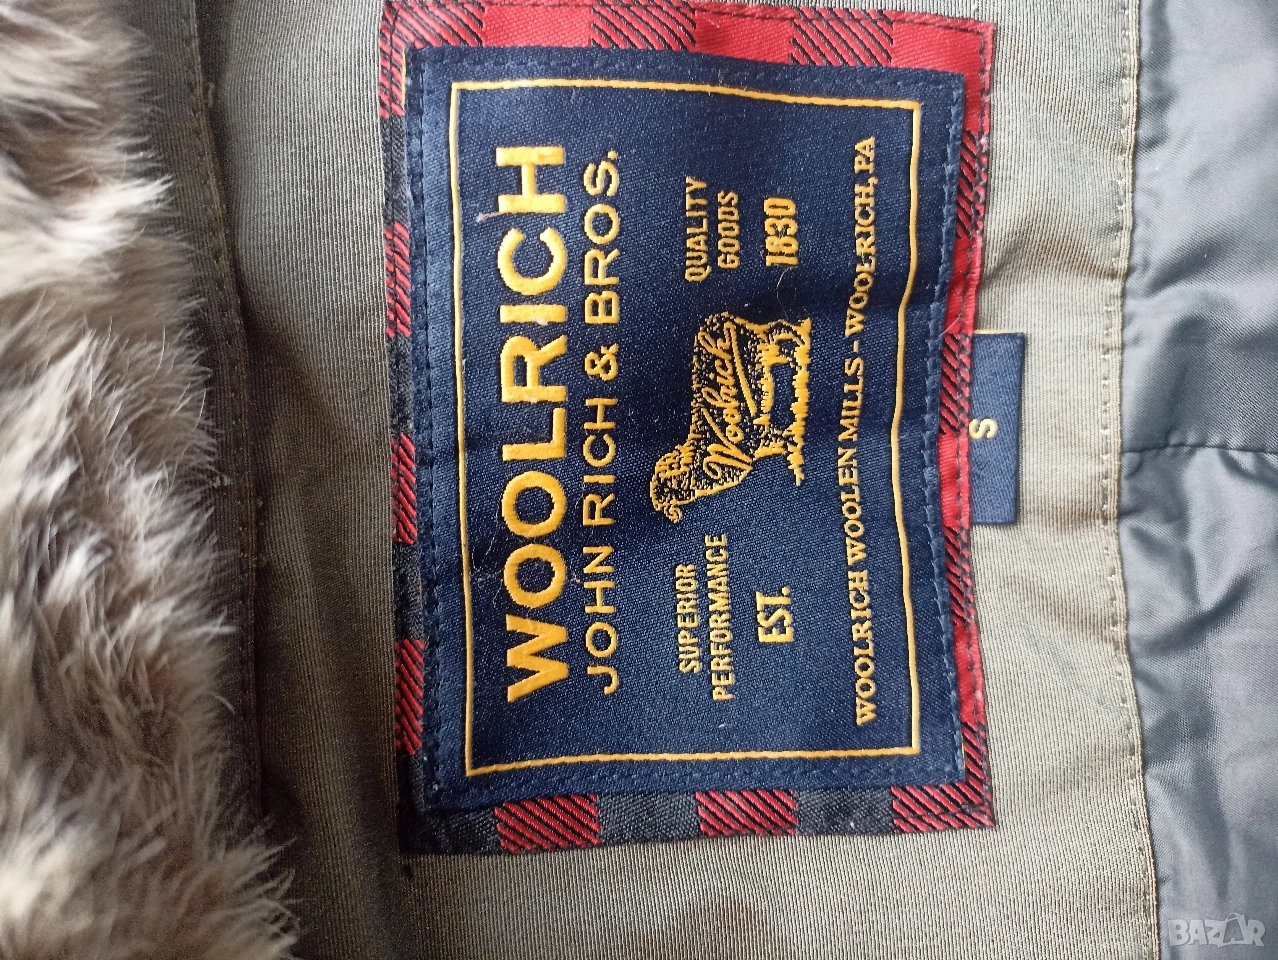 WOOLRICH
JOHN RICH & BROS.
SUPERIOR
PERFORMANCE
QUALITY
GOODS
Woolrich
EST.
1830
WOOLRICH WOOLEN MILLS - WOOLRICH, PA
S
BAZAR